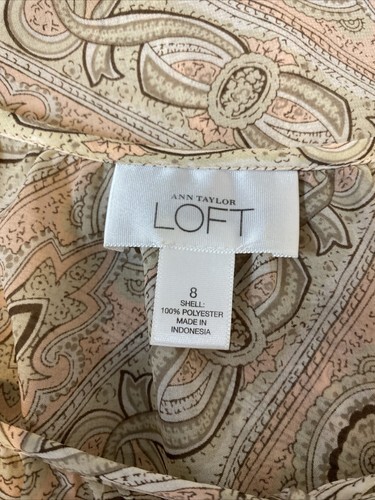 ANN TAYLOR
LOFT
8
SHELL:
100% POLYESTER
MADE IN
INDONESIA